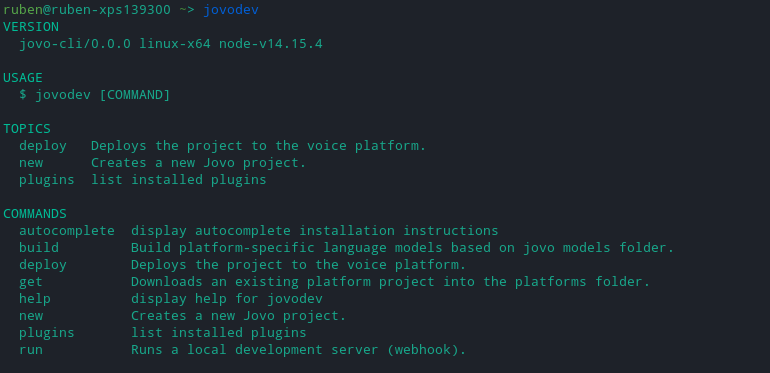 ruben@ruben-xps139300 ~> jovodev
VERSION
  jovo-cli/0.0.0 linux-x64 node-v14.15.4

USAGE
  $ jovodev [COMMAND]

TOPICS
  deploy   Deploys the project to the voice platform.
  new      Creates a new Jovo project.
  plugins  list installed plugins

COMMANDS
  autocomplete  display autocomplete installation instructions
  build         Build platform-specific language models based on jovo models folder.
  deploy        Deploys the project to the voice platform.
  get           Downloads an existing platform project into the platforms folder.
  help          display help for jovodev
  new           Creates a new Jovo project.
  plugins       list installed plugins
  run           Runs a local development server (webhook).